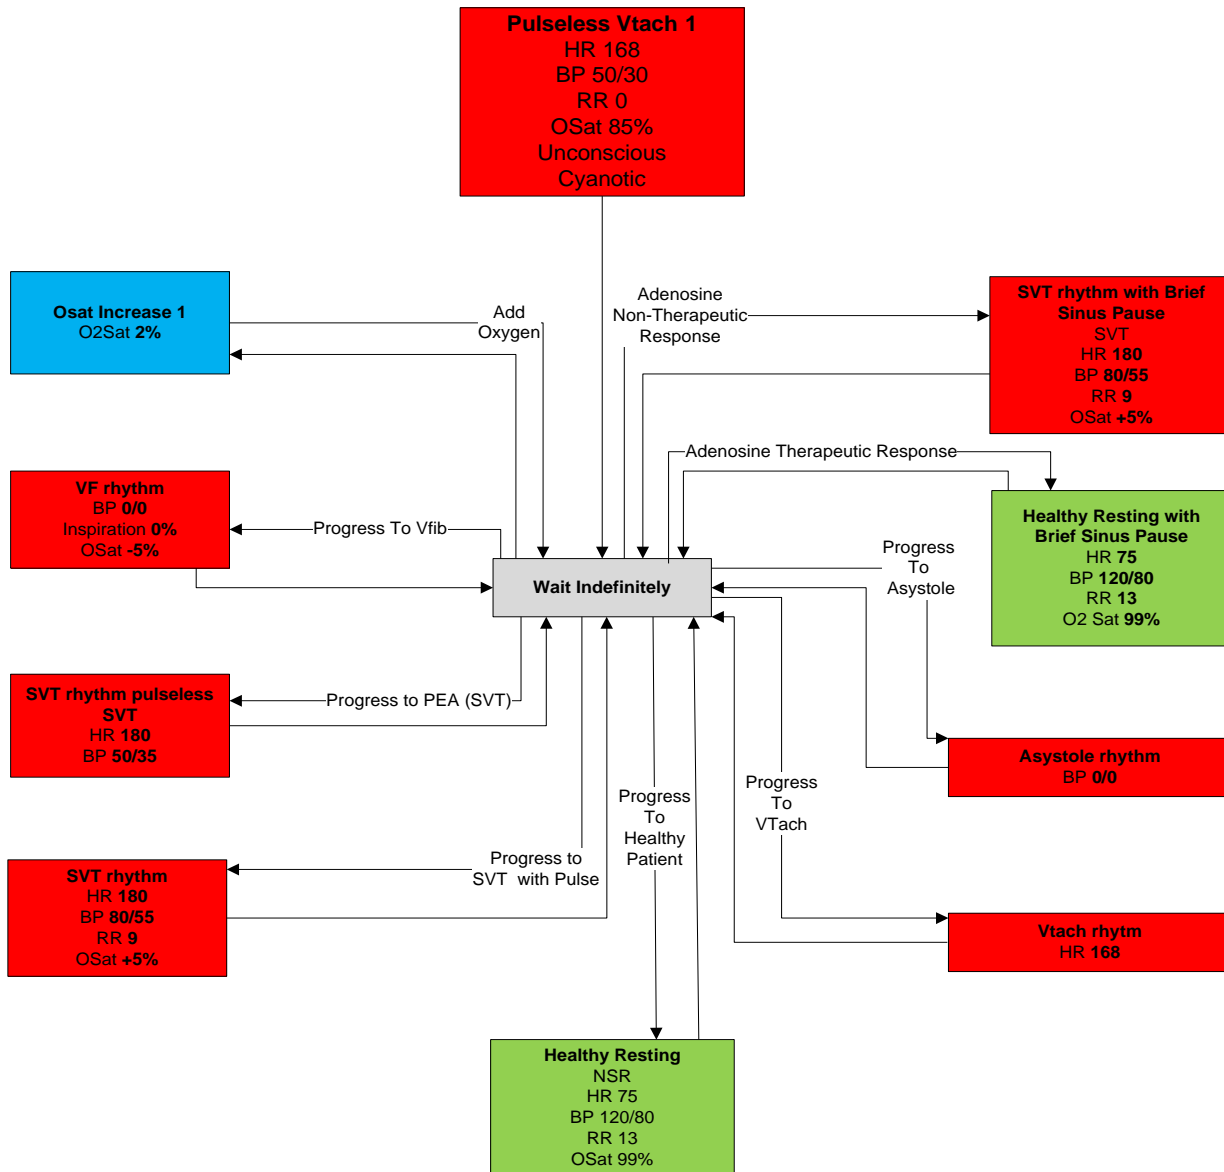 Pulseless Vtach 1
HR 168
BP 50/30
RR 0
OSat 85%
Unconscious
Cyanotic
Osat Increase 1
O2Sat 2%
Add
Oxygen
Adenosine
Non-Therapeutic
Response
SVT rhythm with Brief
Sinus Pause
SVT
HR 180
BP 80/55
RR 9
OSat +5%
Adenosine Therapeutic Response
VF rhythm
BP 0/0
Inspiration 0%
OSat -5%
Progress To Vfib
Healthy Resting with
Brief Sinus Pause
HR 75
BP 120/80
RR 13
O2 Sat 99%
Wait Indefinitely
Progress
To
Asystole
SVT rhythm pulseless
SVT
HR 180
BP 50/35
Progress to PEA (SVT)
Asystole rhythm
BP 0/0
Progress
To
Healthy
Patient
Progress
To
VTach
SVT rhythm
HR 180
BP 80/55
RR 9
OSat +5%
Progress to
SVT  with Pulse
Vtach rhytm
HR 168
Healthy Resting
NSR
HR 75
BP 120/80
RR 13
OSat 99%